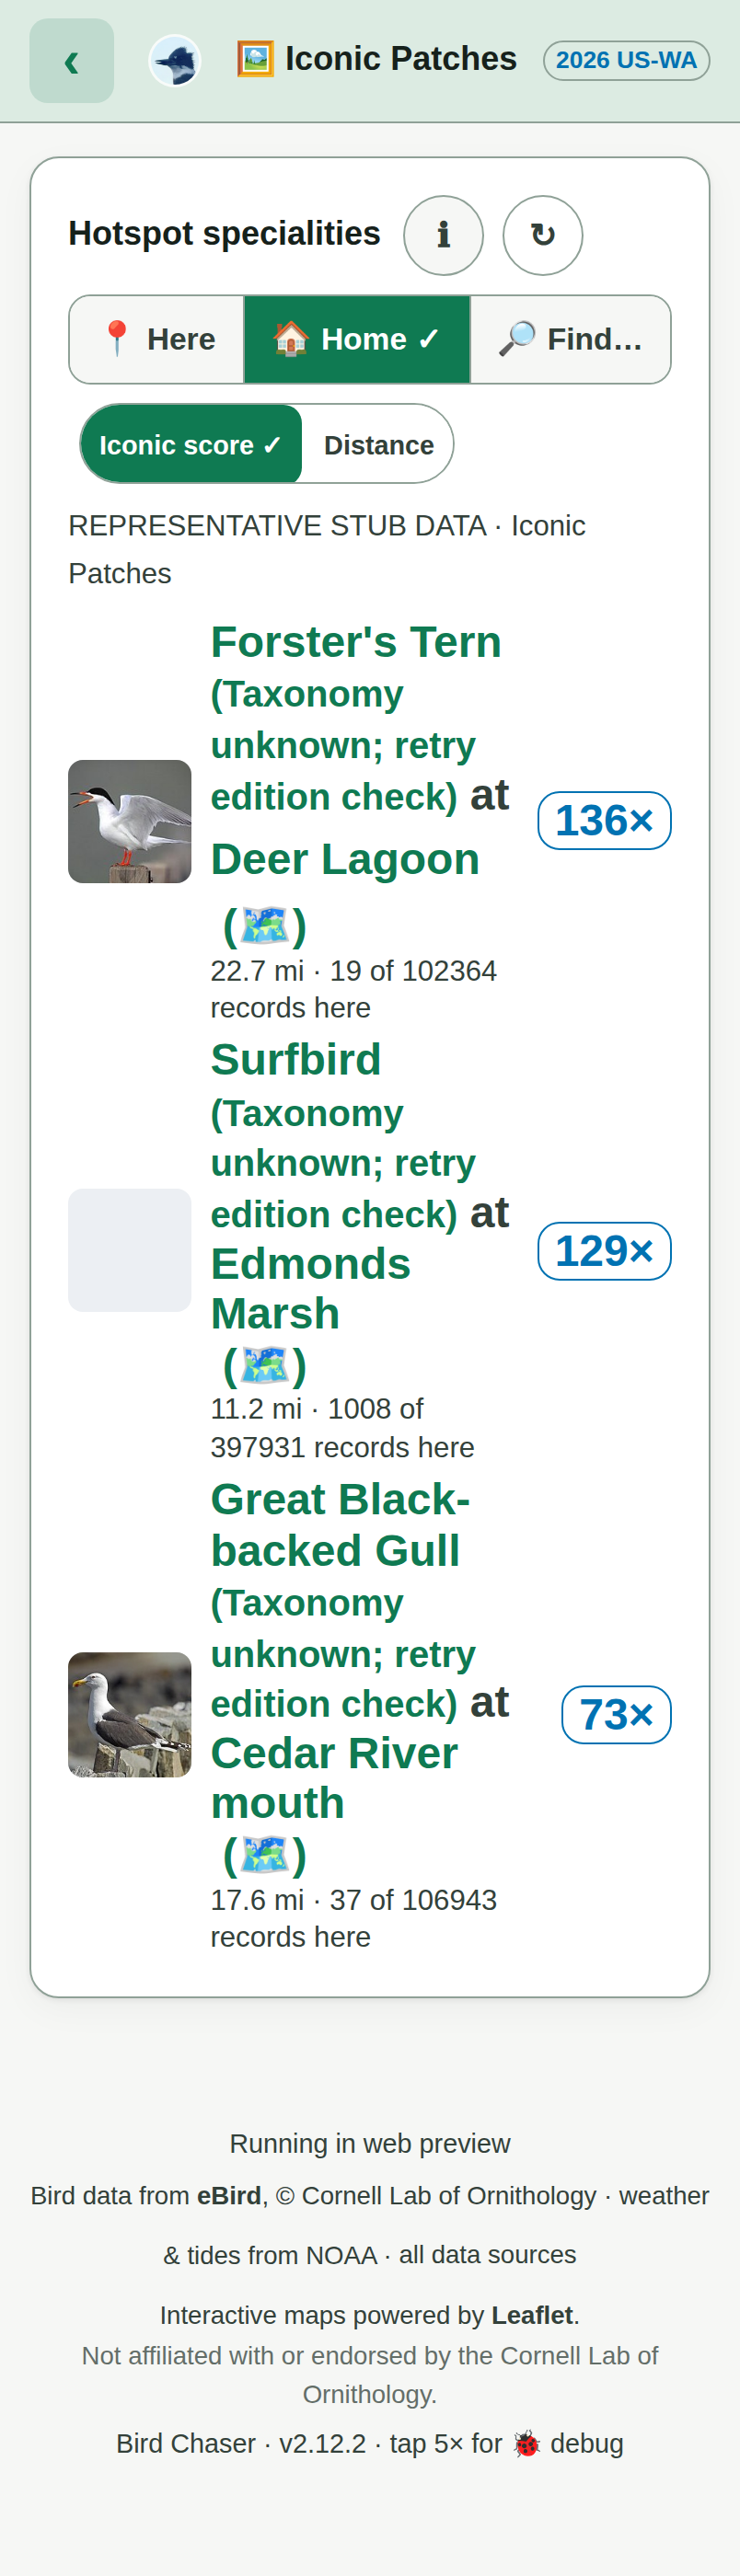 ‹ 🖼️ Iconic Patches 2026 US-WA
Hotspot specialities ℹ ↻
📍 Here 🏠 Home ✓ 🔎 Find…
Iconic score ✓ Distance
REPRESENTATIVE STUB DATA · Iconic
Patches
Forster's Tern
(Taxonomy
unknown; retry
edition check) at
Deer Lagoon
(🗺️)
136×
22.7 mi · 19 of 102364
records here
Surfbird
(Taxonomy
unknown; retry
edition check) at
Edmonds
Marsh
(🗺️)
129×
11.2 mi · 1008 of
397931 records here
Great Black-
backed Gull
(Taxonomy
unknown; retry
edition check) at
Cedar River
mouth
(🗺️)
73×
17.6 mi · 37 of 106943
records here
Running in web preview
Bird data from eBird, © Cornell Lab of Ornithology · weather
& tides from NOAA · all data sources
Interactive maps powered by Leaflet.
Not affiliated with or endorsed by the Cornell Lab of
Ornithology.
Bird Chaser · v2.12.2 · tap 5× for 🐞 debug